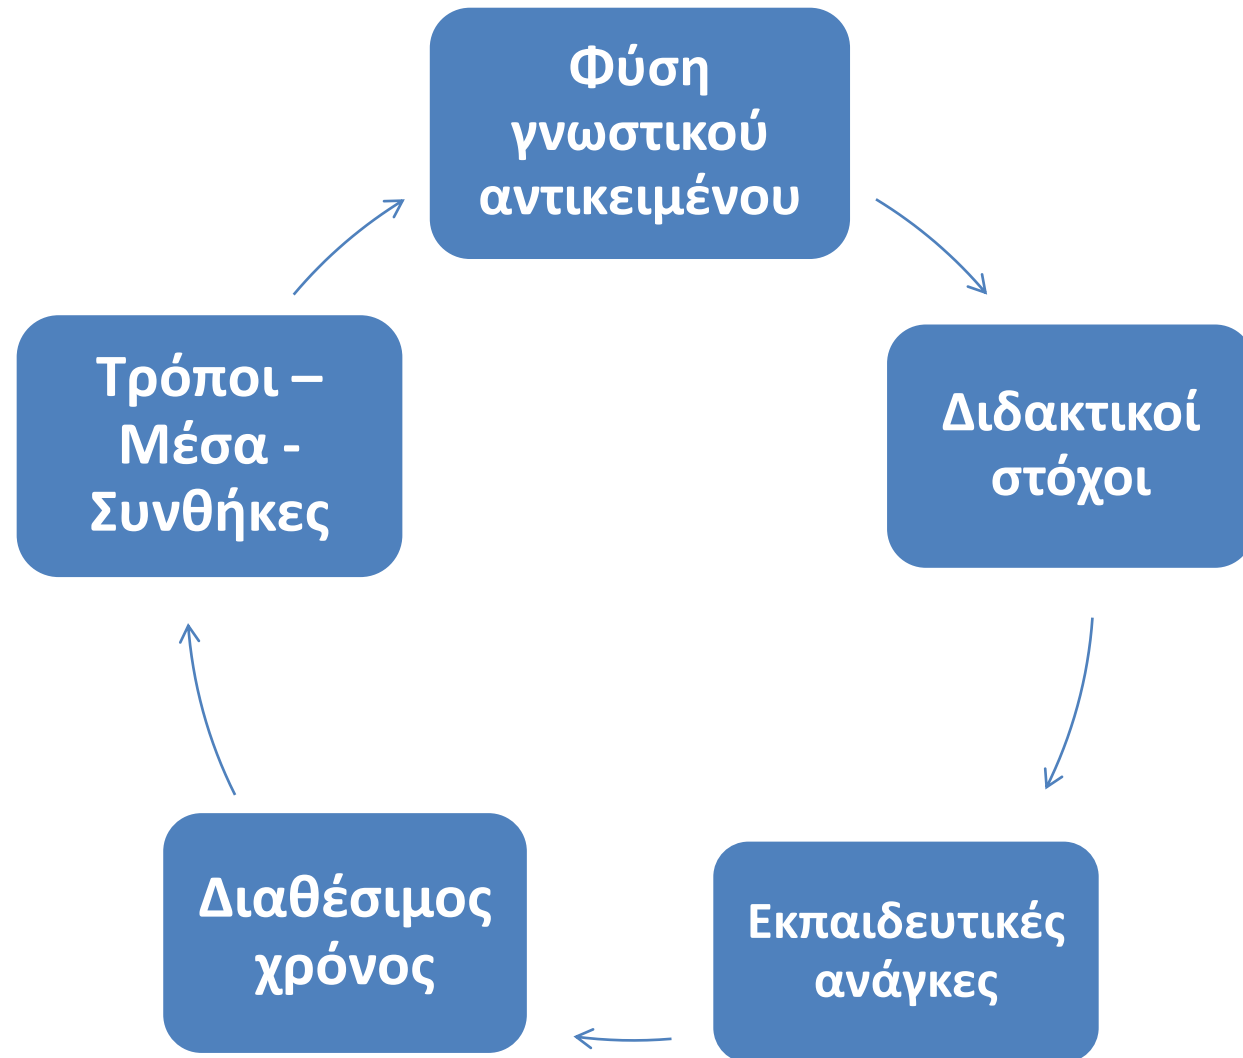 Φύση
γνωστικού
αντικειμένου
Διδακτικοί
στόχοι
Εκπαιδευτικές
ανάγκες
Διαθέσιμος
χρόνος
Τρόποι –
Μέσα -
Συνθήκες